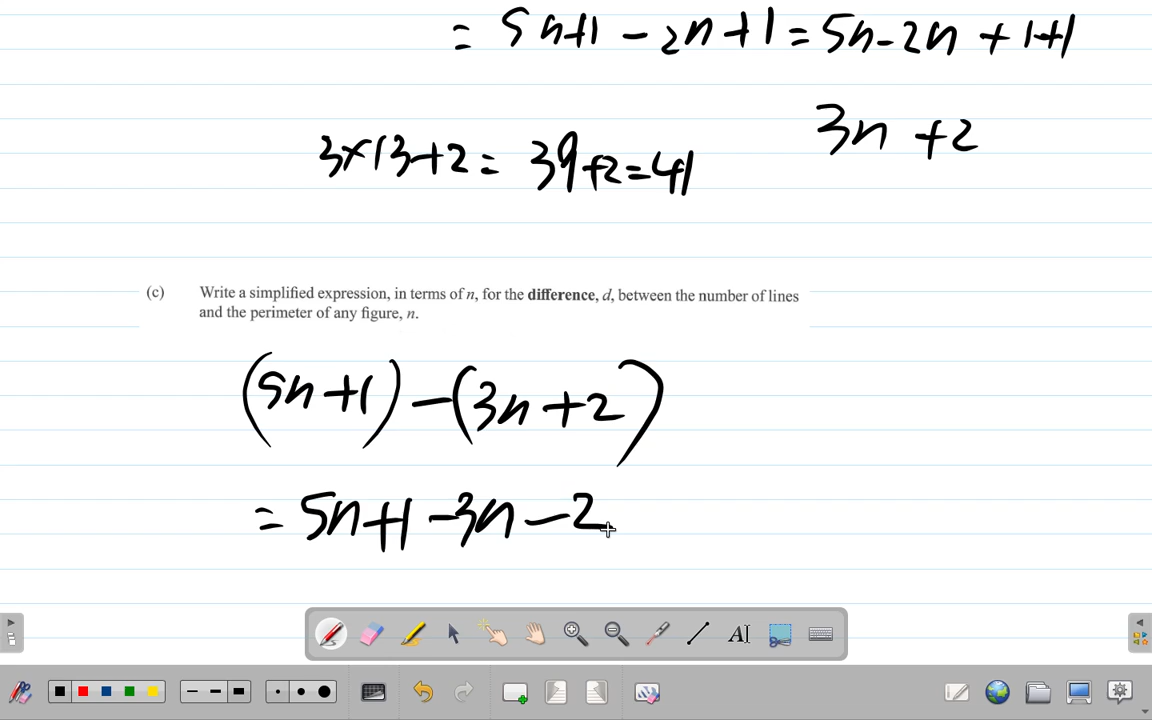 = 5n+1 - 2n+1 = 5n-2n + 1+1
3n +2
3×13+2 = 39+2=41
(c) Write a simplified expression, in terms of n, for the difference, d, between the number of lines
and the perimeter of any figure, n.
(5n+1) - (3n+2)
= 5n+1 -3n -2
AI